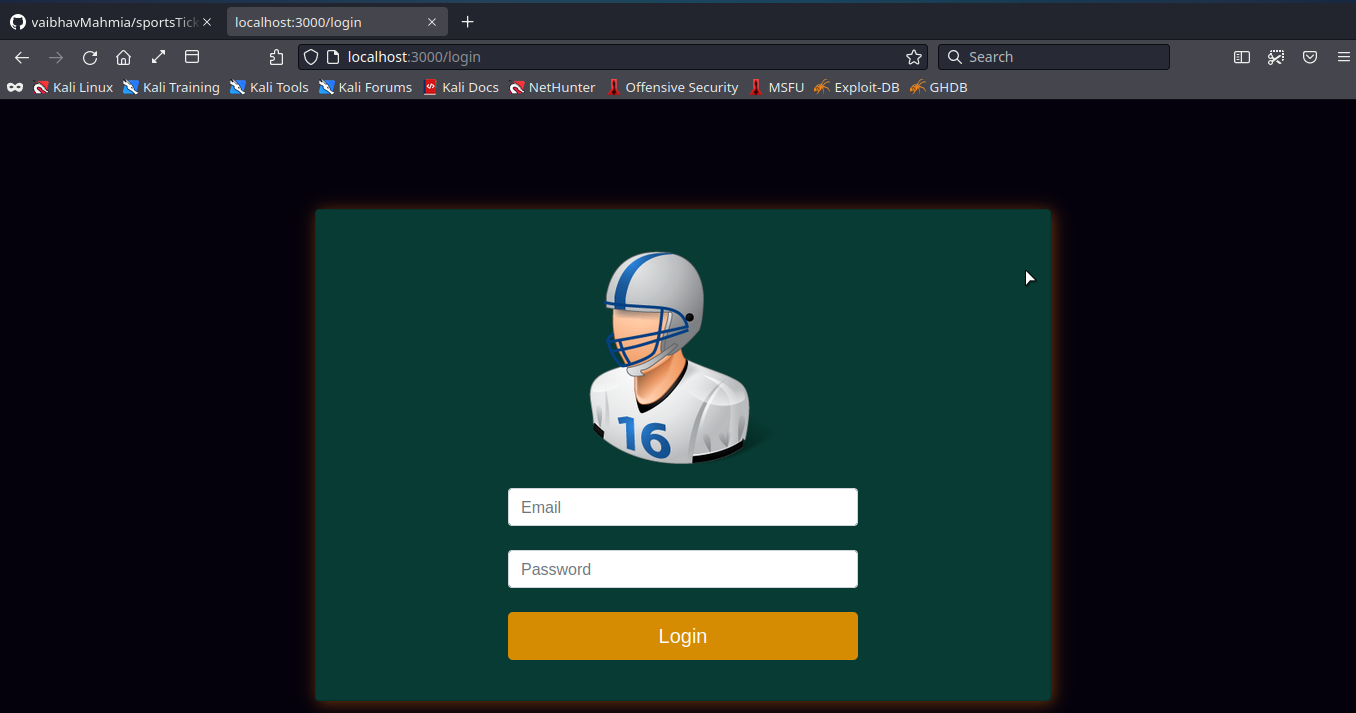 vaibhavMahmia/sportsTick
localhost:3000/login
localhost:3000/login
Search
Kali Linux
Kali Training
Kali Tools
Kali Forums
Kali Docs
NetHunter
Offensive Security
MSFU
Exploit-DB
GHDB
16
Email
Password
Login